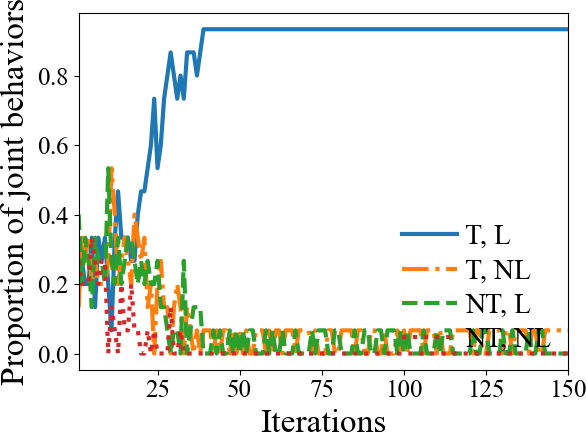 Proportion of joint behaviors
0.8
0.6
0.4
0.2
0.0
T, L
T, NL
NT, L
NT, NL
25 50 75 100 125 150
Iterations